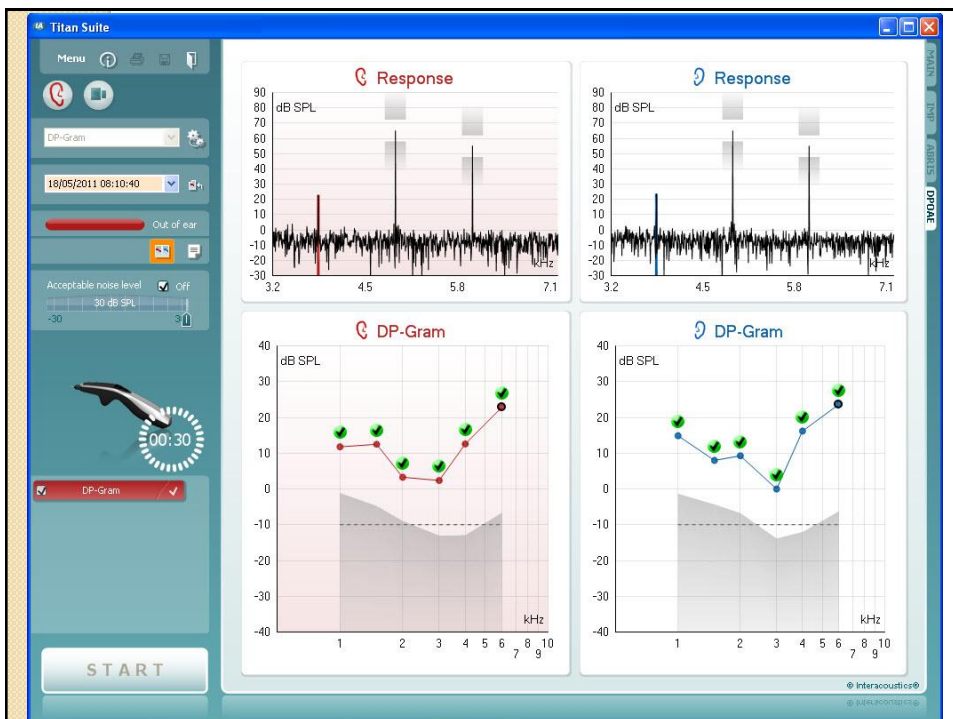 Titan Suite
Menu
DP-Gram
18/05/2011 08:10:40
Out of ear
Acceptable noise level Off
30 dB SPL
-30 30
00:30
DP-Gram
START
Response
90
80
70
60
50
40
30
20
10
0
-10
-20
-30
dB SPL
kHz
3.2 4.5 5.8 7.1
Response
90
80
70
60
50
40
30
20
10
0
-10
-20
-30
dB SPL
kHz
3.2 4.5 5.8 7.1
DP-Gram
40
30
20
10
0
-10
-20
-30
-40
dB SPL
kHz
1 2 3 4 5 6 8 10
7 9
DP-Gram
40
30
20
10
0
-10
-20
-30
-40
dB SPL
kHz
1 2 3 4 5 6 8 10
7 9
MAIN
IMP
ABRIS
DPOAE
© Interacoustics®